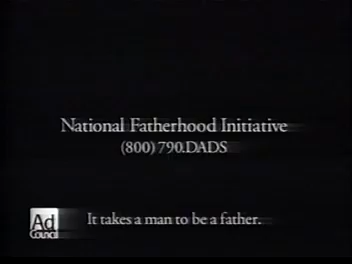 National Fatherhood Initiative
(800) 790.DADS
Ad
COUNCIL
It takes a man to be a father.